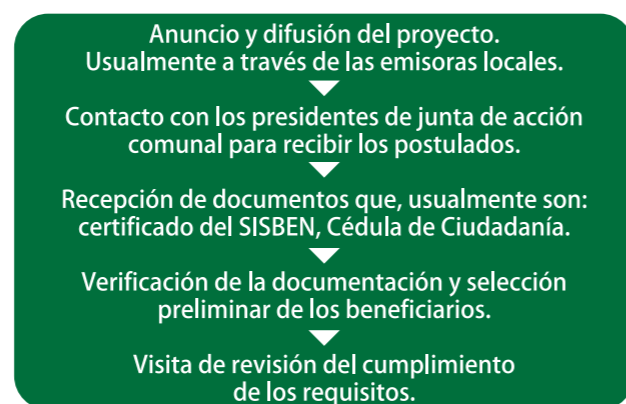 Anuncio y difusión del proyecto.
Usualmente a través de las emisoras locales.
Contacto con los presidentes de junta de acción
comunal para recibir los postulados.
Recepción de documentos que, usualmente son:
certificado del SISBEN, Cédula de Ciudadanía.
Verificación de la documentación y selección
preliminar de los beneficiarios.
Visita de revisión del cumplimiento
de los requisitos.